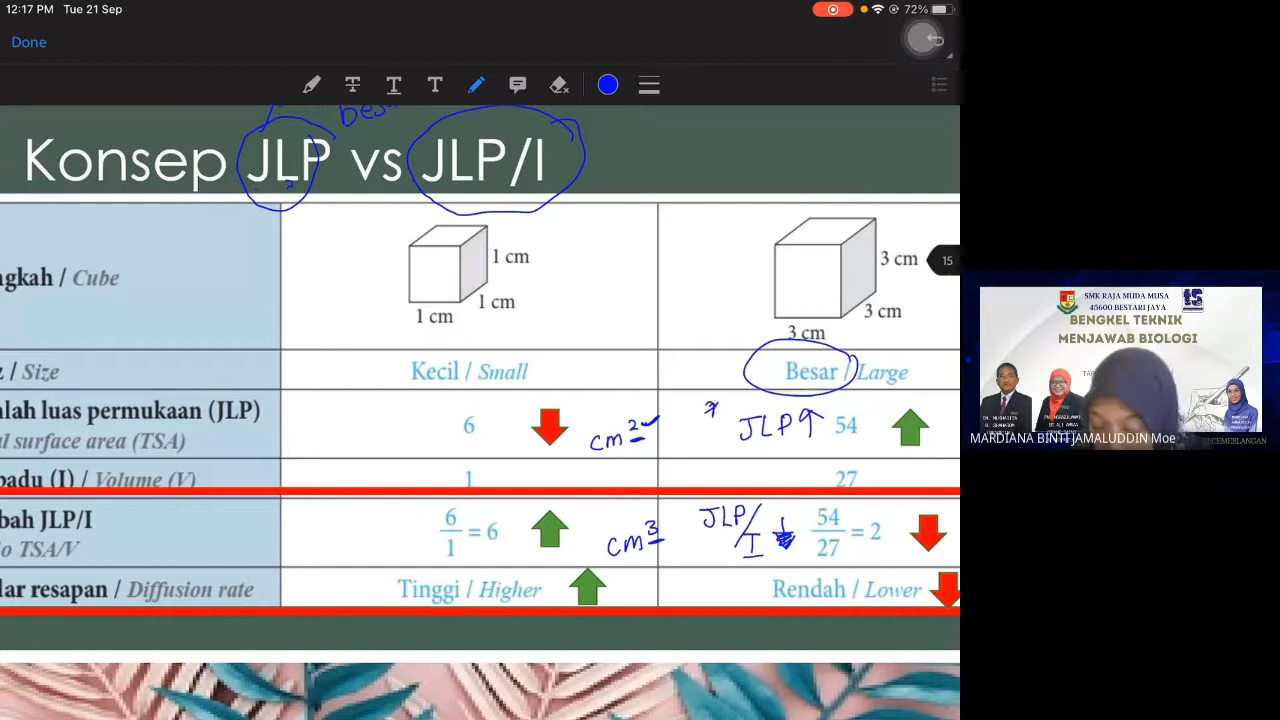 12:17 PM Tue 21 Sep
72%
Done
T T T
besa
Konsep JLP vs JLP/I
ngkah / Cube
1 cm
1 cm
1 cm
3 cm
3 cm
3 cm
15
/ Size
Kecil / Small
Besar / Large
lah luas permukaan (JLP)
al surface area (TSA)
6
cm²
JLP↑
54
padu (I) / Volume (V)
1
27
bah JLP/I
o TSA/V
6/1 = 6
cm³
JLP/I ↓
54/27 = 2
lar resapan / Diffusion rate
Tinggi / Higher
Rendah / Lower
SMK RAJA MUDA MUSA
45600 BESTARI JAYA
BENGKEL TEKNIK
MENJAWAB BIOLOGI
MARDIANA BINTI JAMALUDDIN Moe